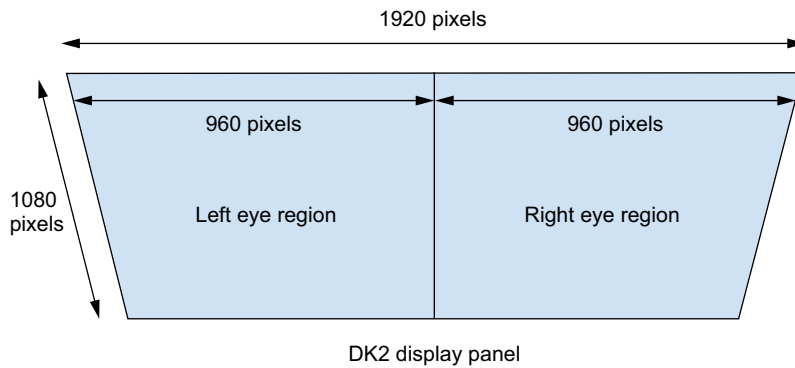 1920 pixels
960 pixels
960 pixels
1080
pixels
Left eye region
Right eye region
DK2 display panel